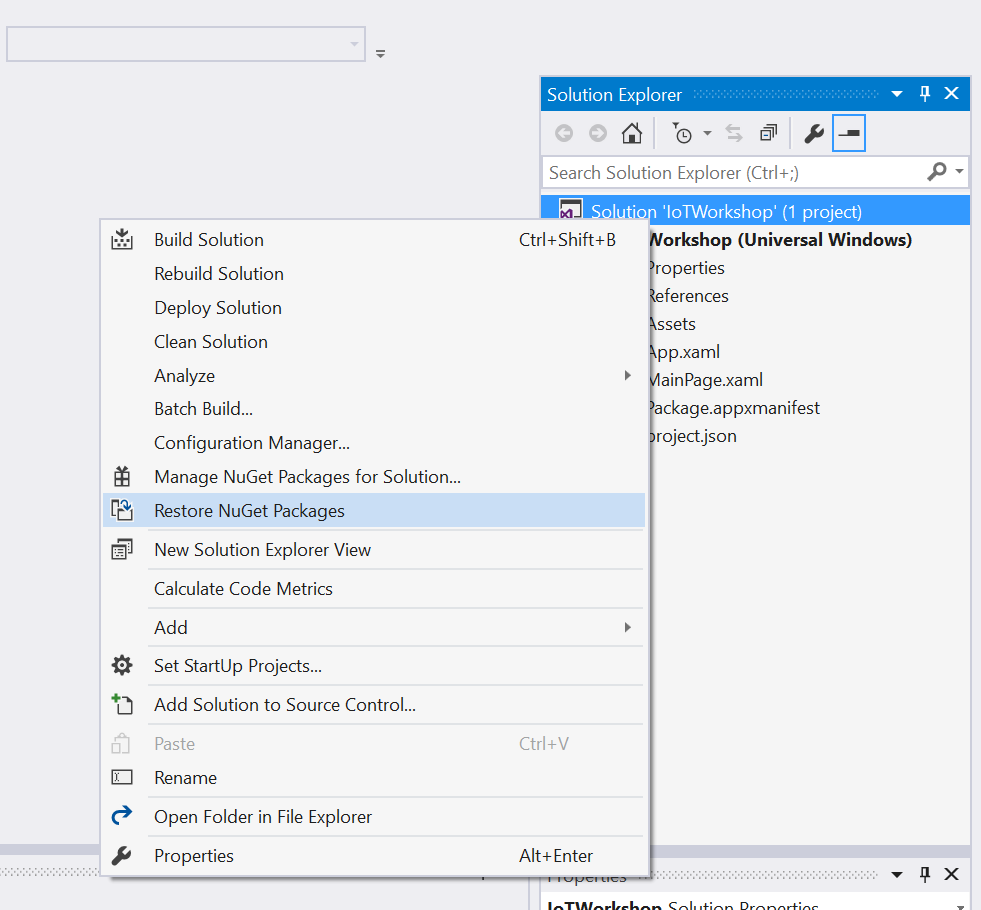 Solution Explorer
Search Solution Explorer (Ctrl+;)
Solution 'IoTWorkshop' (1 project)
Workshop (Universal Windows)
Properties
References
Assets
App.xaml
MainPage.xaml
Package.appxmanifest
project.json
Build Solution Ctrl+Shift+B
Rebuild Solution
Deploy Solution
Clean Solution
Analyze
Batch Build...
Configuration Manager...
Manage NuGet Packages for Solution...
Restore NuGet Packages
New Solution Explorer View
Calculate Code Metrics
Add
Set StartUp Projects...
Add Solution to Source Control...
Paste Ctrl+V
Rename
Open Folder in File Explorer
Properties Alt+Enter
Properties
IoTWorkshop Solution Properties